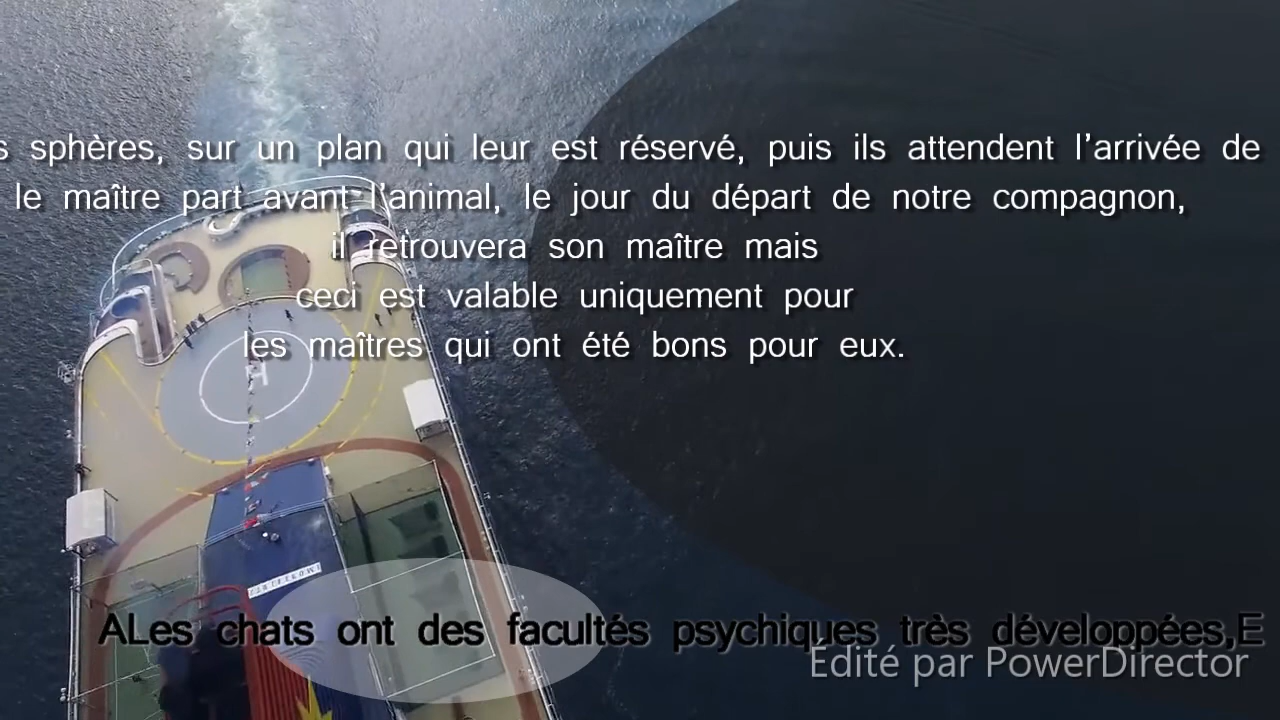 sphères, sur un plan qui leur est réservé, puis ils attendent l’arrivée de
le maître part avant l’animal, le jour du départ de notre compagnon,
il retrouvera son maître mais
ceci est valable uniquement pour
les maîtres qui ont été bons pour eux.
H
ALes chats ont des facultés psychiques très développées,E
Édité par PowerDirector